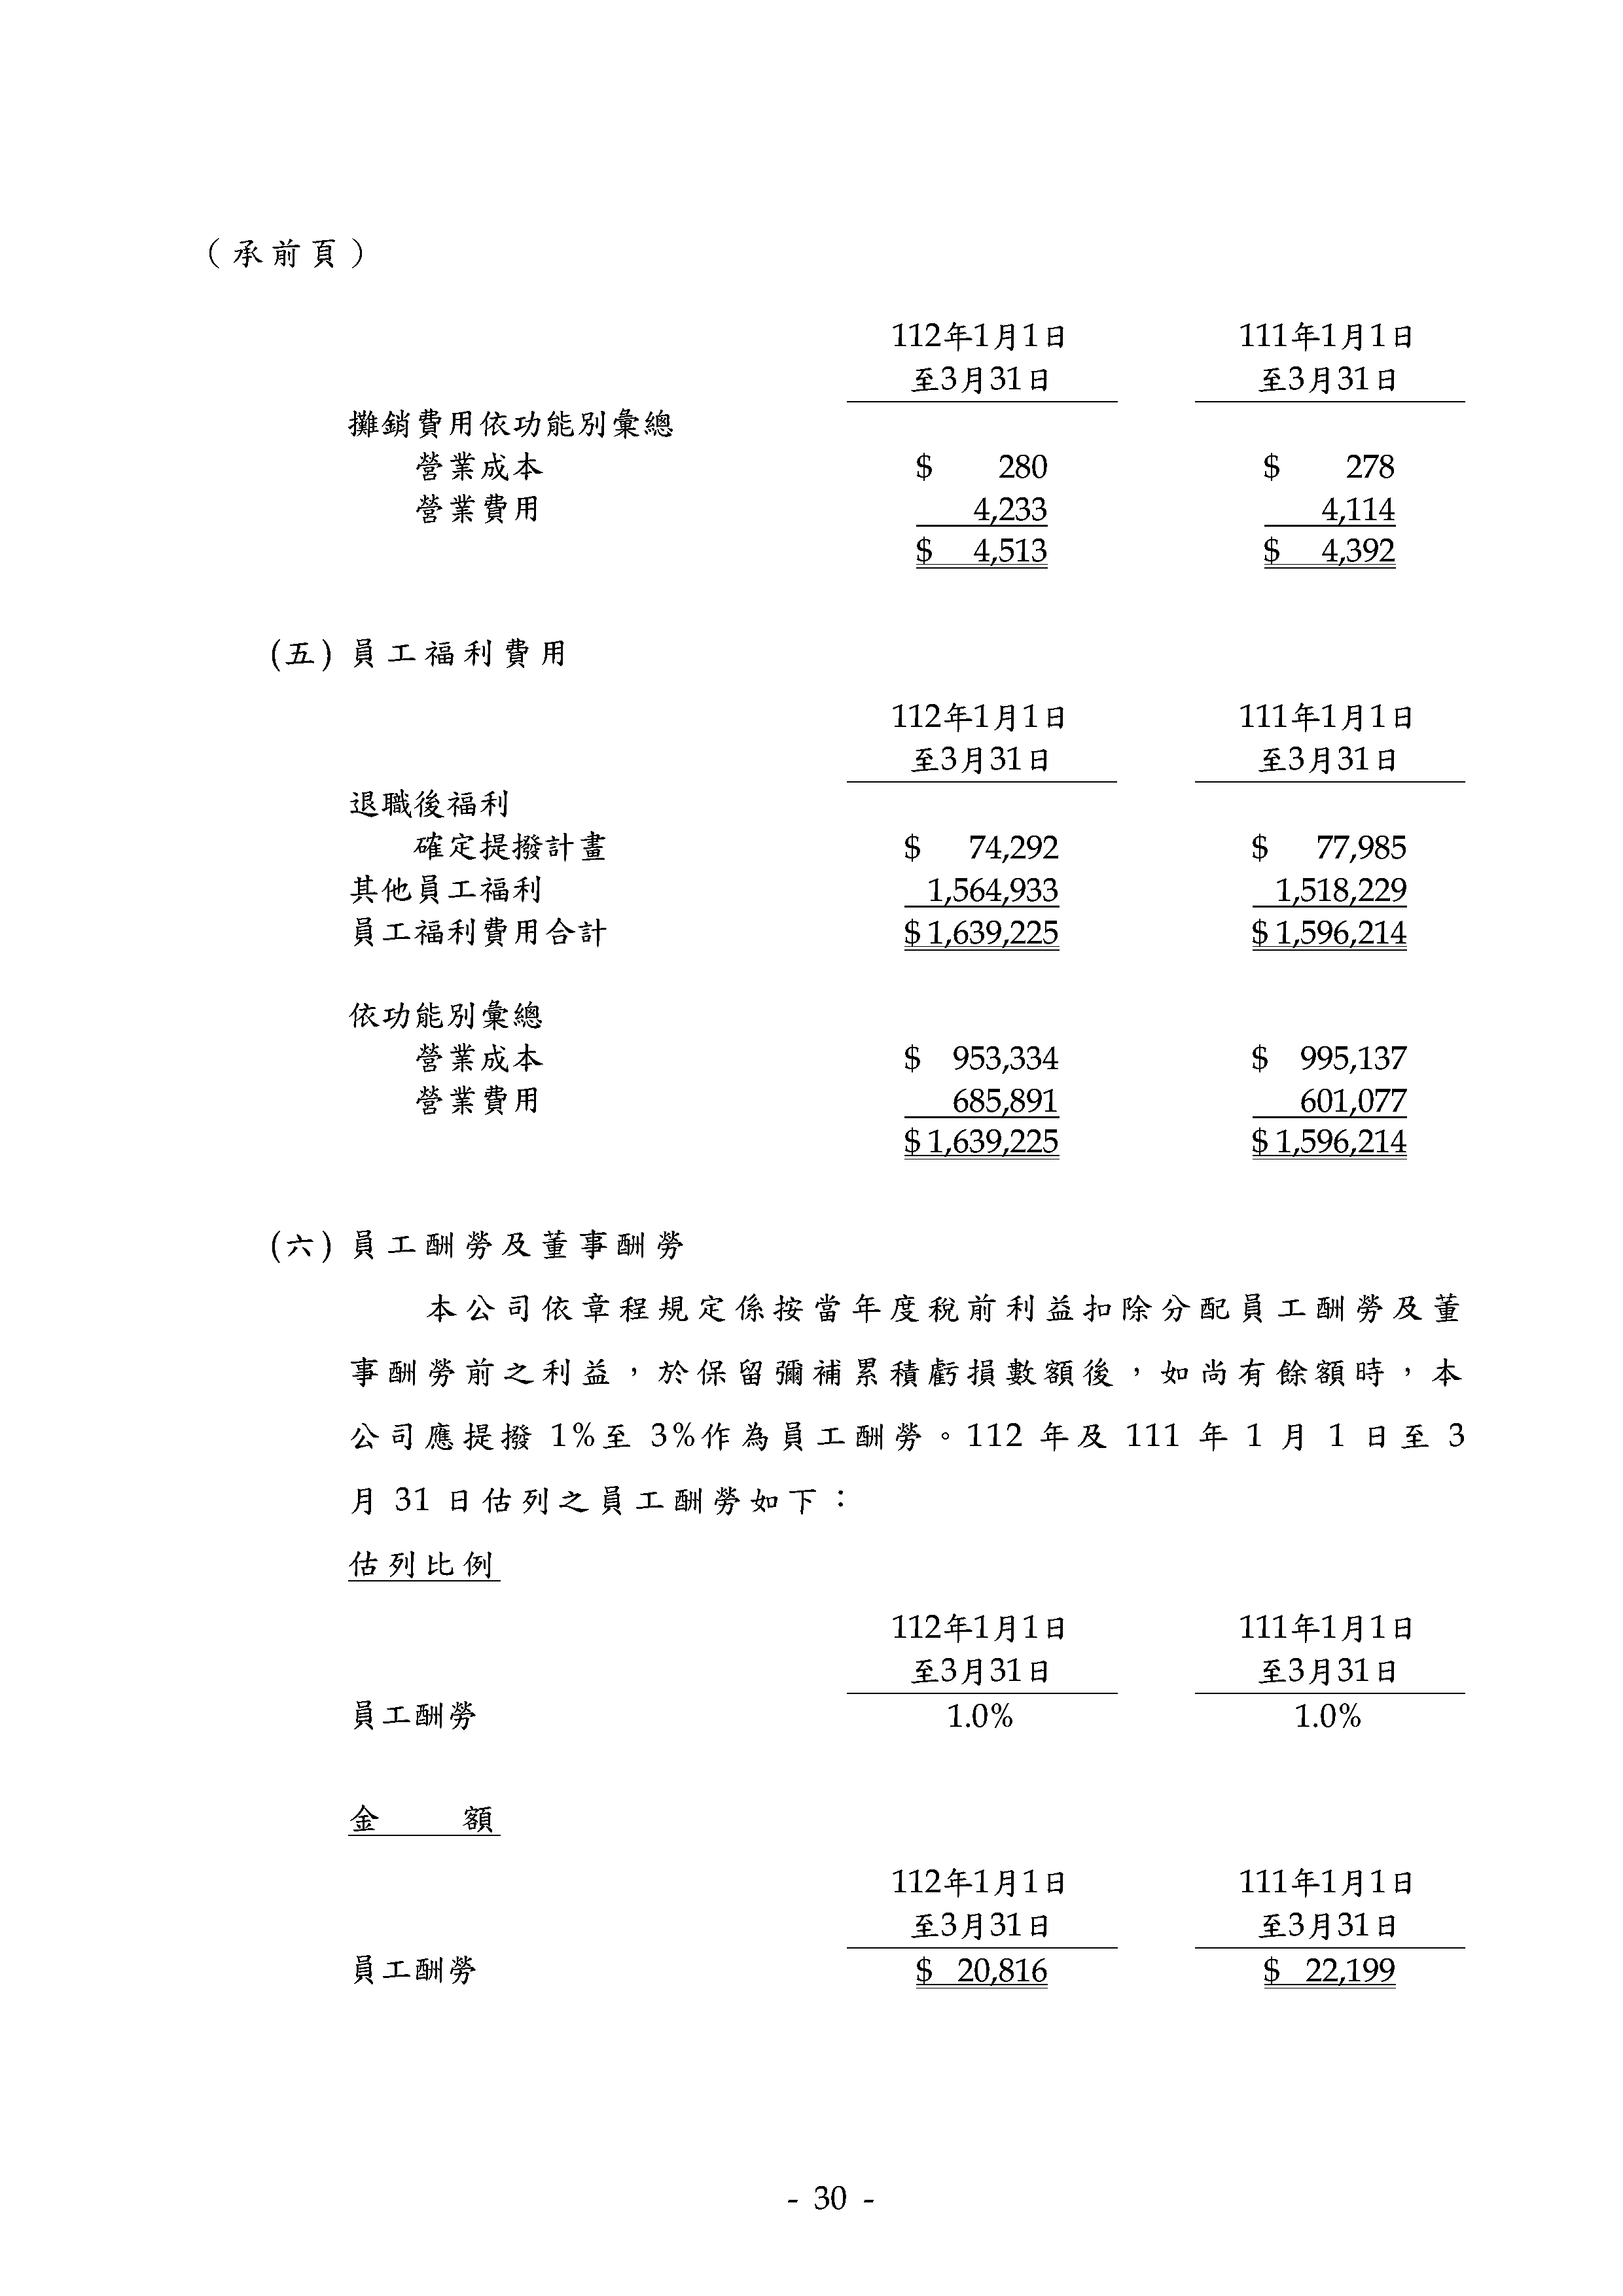 （承前頁）
112年1月1日 111年1月1日
至3月31日 至3月31日
攤銷費用依功能別彙總
營業成本 $ 280 $ 278
營業費用 4,233 4,114
$ 4,513 $ 4,392
(五) 員工福利費用
112年1月1日 111年1月1日
至3月31日 至3月31日
退職後福利
確定提撥計畫 $ 74,292 $ 77,985
其他員工福利 1,564,933 1,518,229
員工福利費用合計 $ 1,639,225 $ 1,596,214
依功能別彙總
營業成本 $ 953,334 $ 995,137
營業費用 685,891 601,077
$ 1,639,225 $ 1,596,214
(六) 員工酬勞及董事酬勞
本公司依章程規定係按當年度稅前利益扣除分配員工酬勞及董
事酬勞前之利益，於保留彌補累積虧損數額後，如尚有餘額時，本
公司應提撥 1%至 3%作為員工酬勞。112 年及 111 年 1 月 1 日至 3
月 31 日估列之員工酬勞如下：
估列比例
112年1月1日 111年1月1日
至3月31日 至3月31日
員工酬勞 1.0% 1.0%
金 額
112年1月1日 111年1月1日
至3月31日 至3月31日
員工酬勞 $ 20,816 $ 22,199
- 30 -